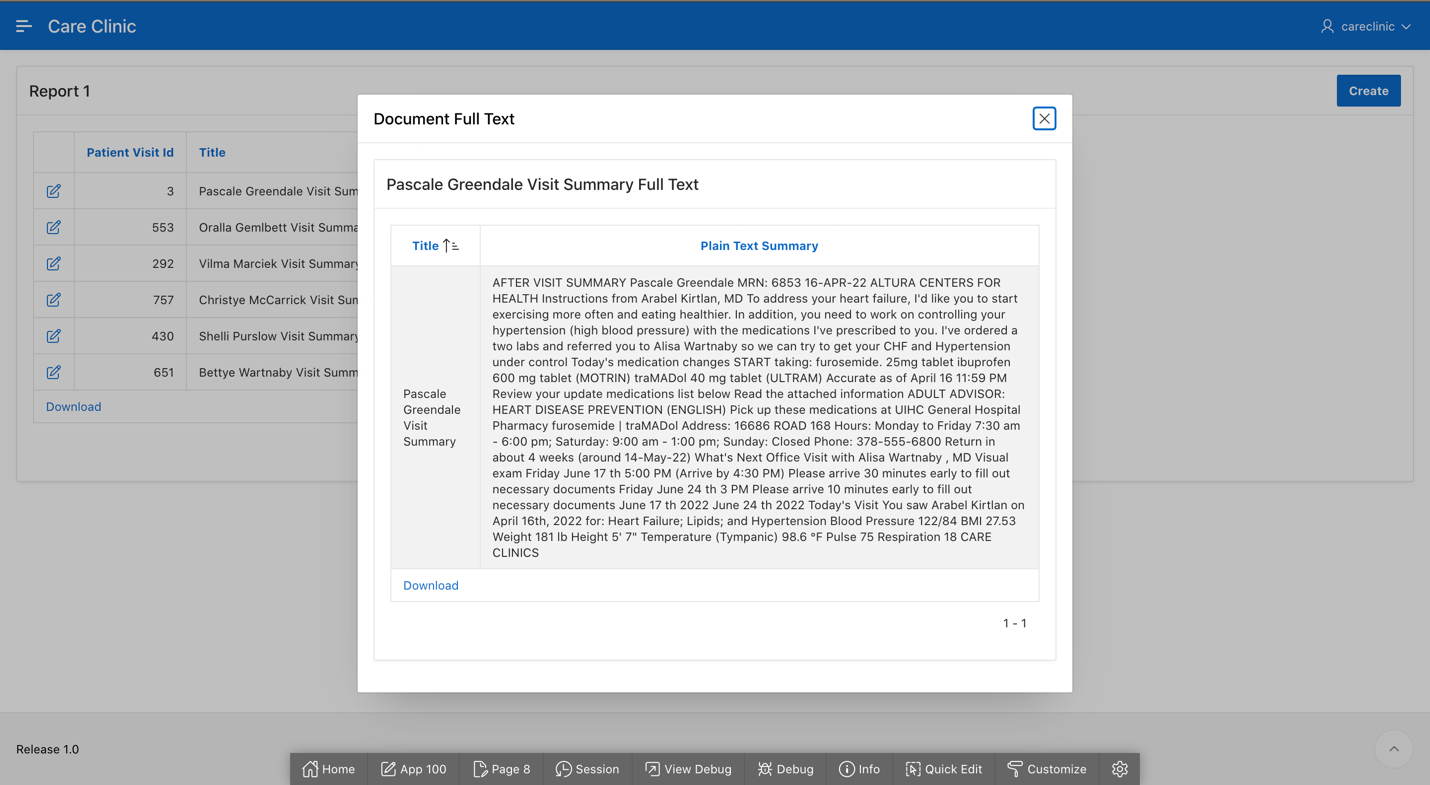 Care Clinic
careclinic
Report 1
Create
Patient Visit Id
Title
3
Pascale Greendale Visit Sum
553
Oralla Gemlbett Visit Summa
292
Vilma Marciek Visit Summary
757
Christye McCarrick Visit Sun
430
Shelli Purslow Visit Summary
651
Bettye Wartnaby Visit Summ
Download
Document Full Text
Pascale Greendale Visit Summary Full Text
Title
Plain Text Summary
Pascale
Greendale
Visit
Summary
AFTER VISIT SUMMARY Pascale Greendale MRN: 6853 16-APR-22 ALTURA CENTERS FOR
HEALTH Instructions from Arabel Kirtlan, MD To address your heart failure, I'd like you to start
exercising more often and eating healthier. In addition, you need to work on controlling your
hypertension (high blood pressure) with the medications I've prescribed to you. I've ordered a
two labs and referred you to Alisa Wartnaby so we can try to get your CHF and Hypertension
under control Today's medication changes START taking: furosemide. 25mg tablet ibuprofen
600 mg tablet (MOTRIN) traMADol 40 mg tablet (ULTRAM) Accurate as of April 16 11:59 PM
Review your update medications list below Read the attached information ADULT ADVISOR:
HEART DISEASE PREVENTION (ENGLISH) Pick up these medications at UIHC General Hospital
Pharmacy furosemide | traMADol Address: 16686 ROAD 168 Hours: Monday to Friday 7:30 am
- 6:00 pm; Saturday: 9:00 am - 1:00 pm; Sunday: Closed Phone: 378-555-6800 Return in
about 4 weeks (around 14-May-22) What's Next Office Visit with Alisa Wartnaby , MD Visual
exam Friday June 17 th 5:00 PM (Arrive by 4:30 PM) Please arrive 30 minutes early to fill out
necessary documents Friday June 24 th 3 PM Please arrive 10 minutes early to fill out
necessary documents June 17 th 2022 June 24 th 2022 Today's Visit You saw Arabel Kirtlan on
April 16th, 2022 for: Heart Failure; Lipids; and Hypertension Blood Pressure 122/84 BMI 27.53
Weight 181 lb Height 5' 7" Temperature (Tympanic) 98.6 °F Pulse 75 Respiration 18 CARE
CLINICS
Download
1 - 1
Release 1.0
Home
App 100
Page 8
Session
View Debug
Debug
Info
Quick Edit
Customize